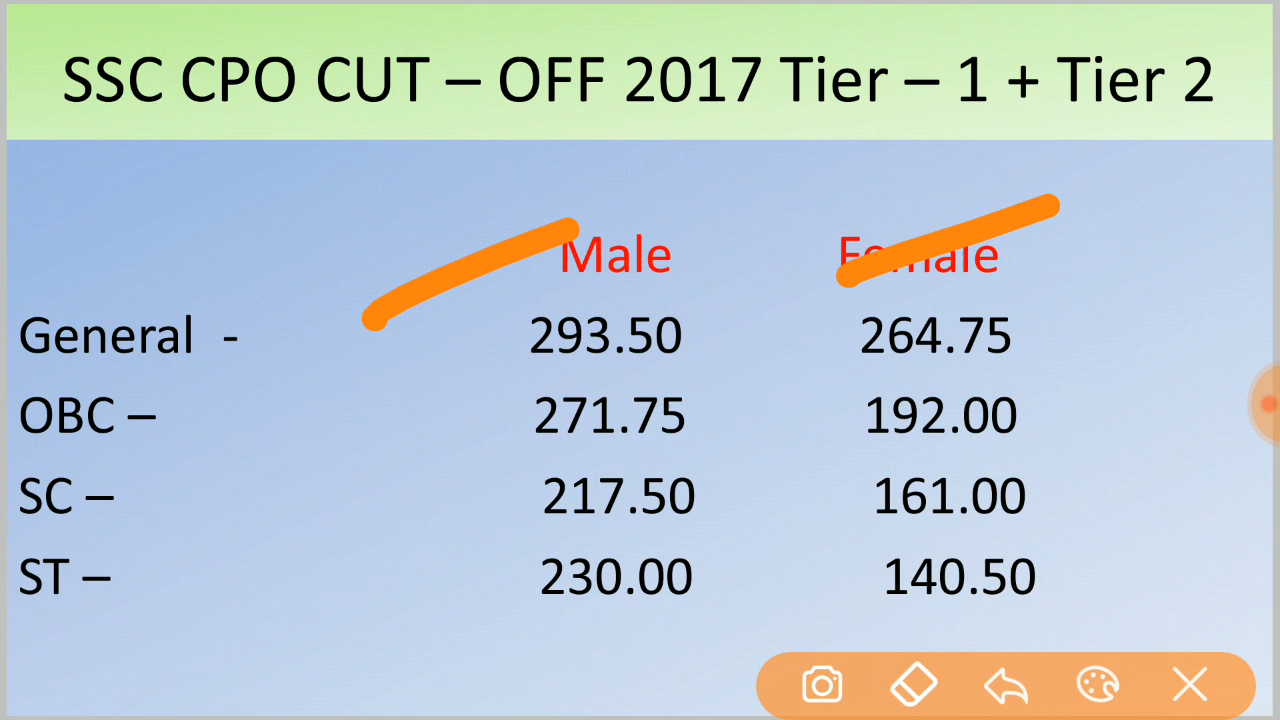 SSC CPO CUT – OFF 2017 Tier – 1 + Tier 2
Male Female
General - 293.50 264.75
OBC – 271.75 192.00
SC – 217.50 161.00
ST – 230.00 140.50